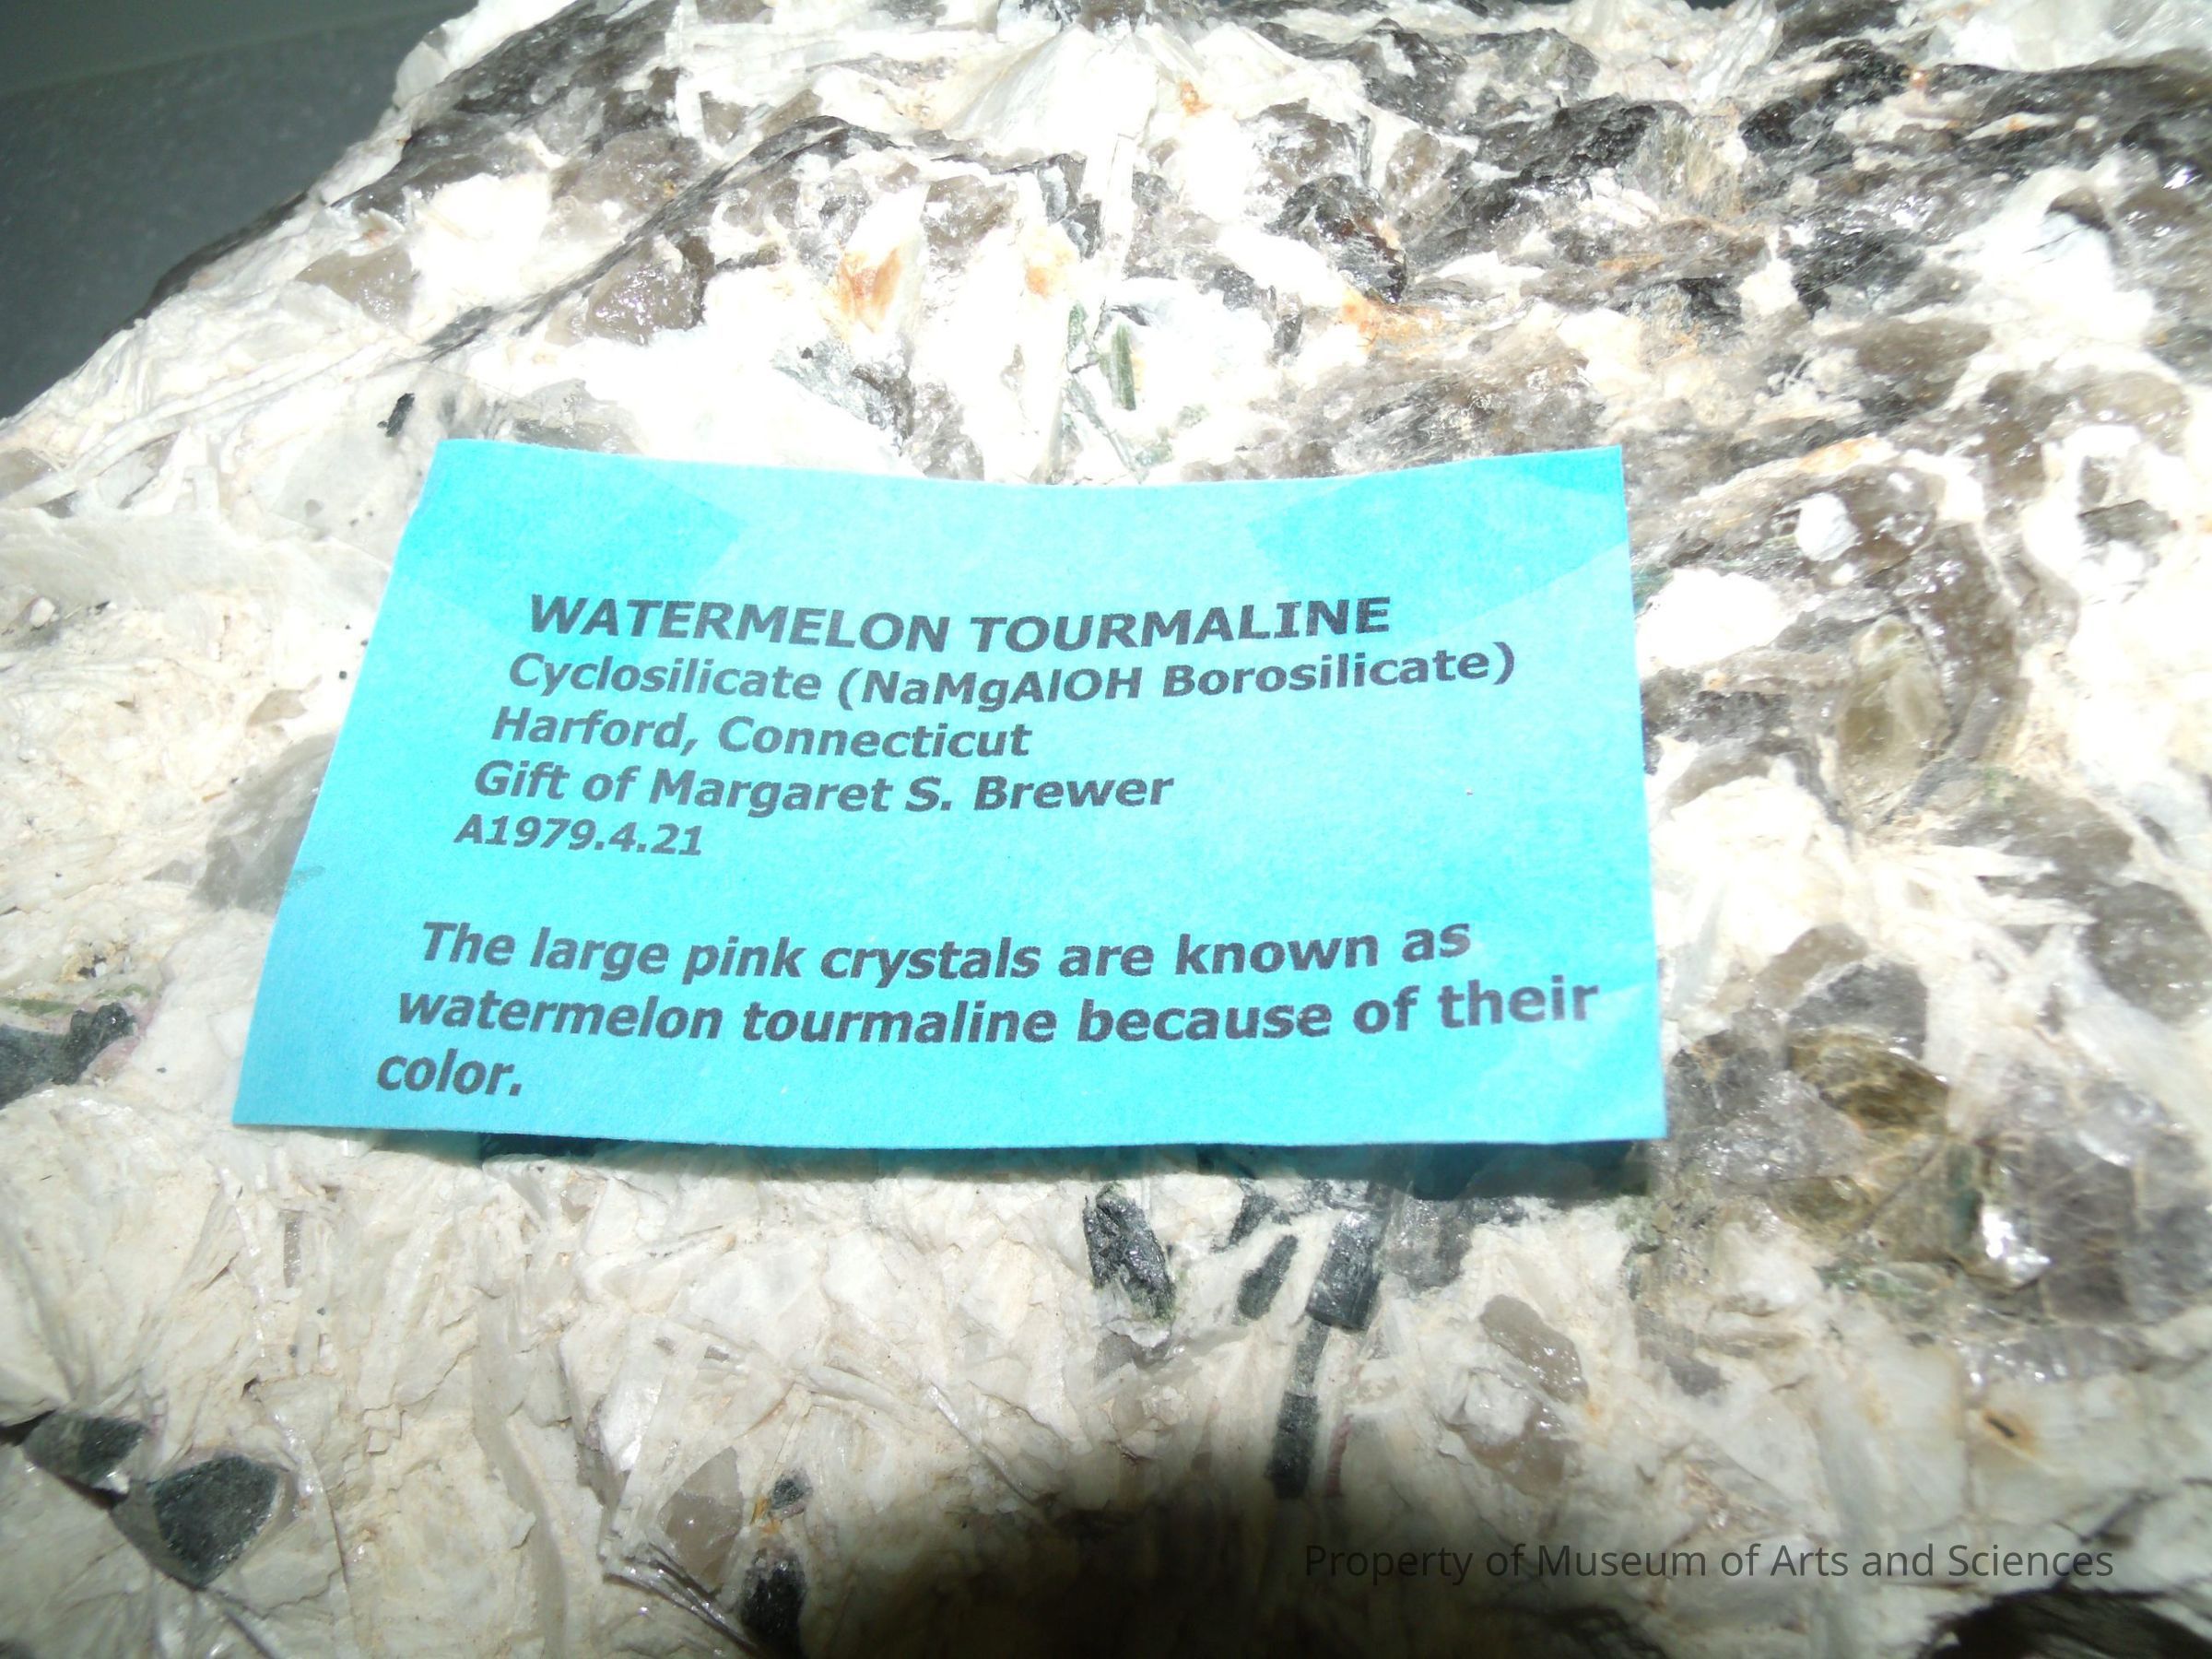 WATERMELON TOURMALINE
Cyclosilicate (NaMgAlOH Borosilicate)
Harford, Connecticut
Gift of Margaret S. Brewer
A1979.4.21
The large pink crystals are known as
watermelon tourmaline because of their
color.
Property of Museum of Arts and Sciences